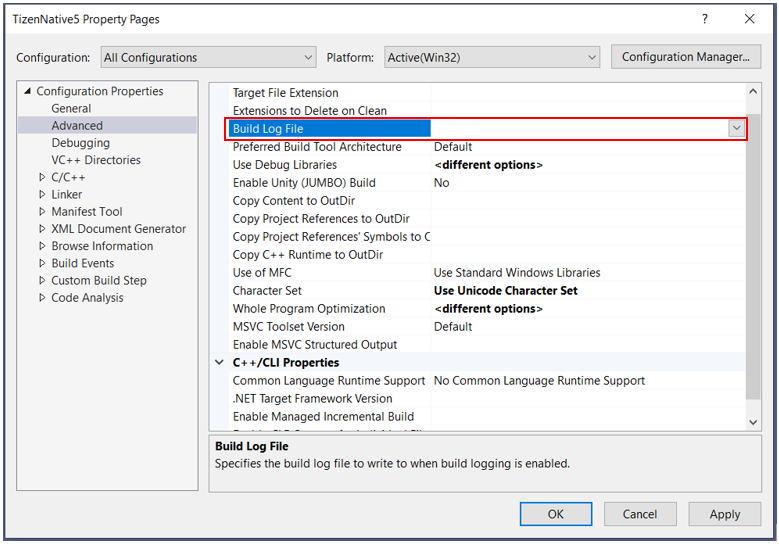 TizenNative5 Property Pages ?
Configuration: All Configurations Platform: Active(Win32) Configuration Manager...
Configuration Properties
General
Advanced
Debugging
VC++ Directories
C/C++
Linker
Manifest Tool
XML Document Generator
Browse Information
Build Events
Custom Build Step
Code Analysis
Target File Extension
Extensions to Delete on Clean
Build Log File
Preferred Build Tool Architecture Default
Use Debug Libraries <different options>
Enable Unity (JUMBO) Build No
Copy Content to OutDir
Copy Project References to OutDir
Copy Project References' Symbols to C
Copy C++ Runtime to OutDir
Use of MFC Use Standard Windows Libraries
Character Set Use Unicode Character Set
Whole Program Optimization <different options>
MSVC Toolset Version Default
Enable MSVC Structured Output
C++/CLI Properties
Common Language Runtime Support No Common Language Runtime Support
.NET Target Framework Version
Enable Managed Incremental Build
Build Log File
Specifies the build log file to write to when build logging is enabled.
OK Cancel Apply